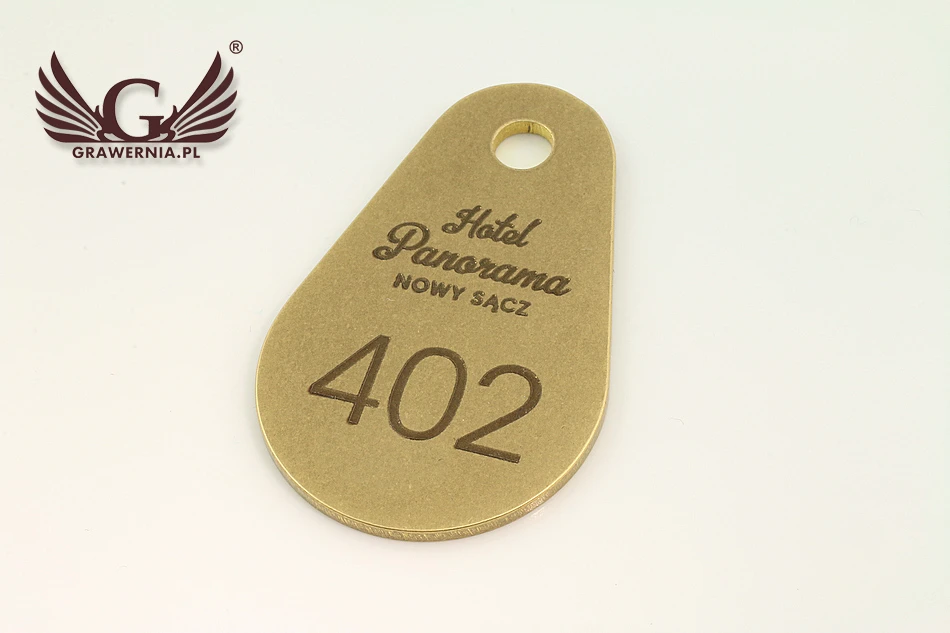 G ®
GRAWERNIA.PL
Hotel
Panorama
NOWY SĄCZ
402